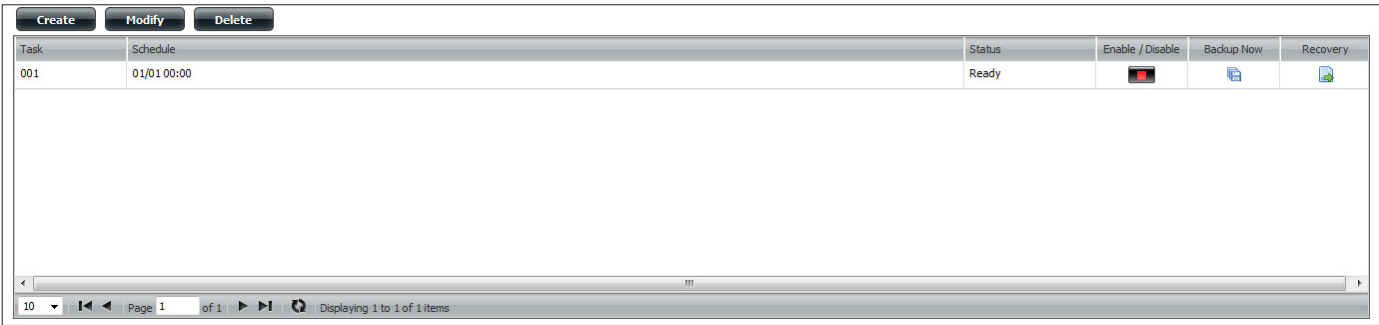 Create Modify Delete
Task Schedule Status Enable / Disable Backup Now Recovery
001 01/01 00:00 Ready
10 Page 1 of 1 Displaying 1 to 1 of 1 items